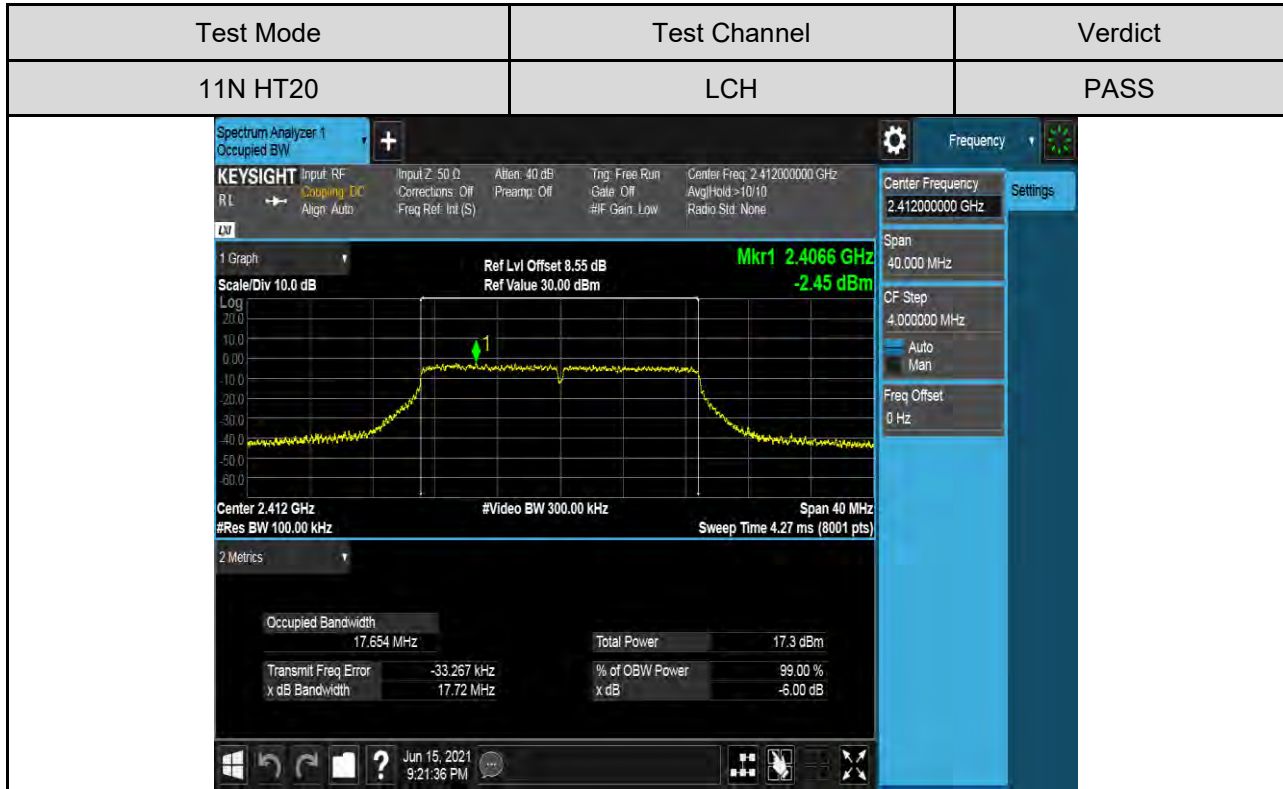 Test Mode Test Channel Verdict
11N HT20 LCH PASS
Spectrum Analyzer 1
Occupied BW
Frequency
KEYSIGHT Input: RF Input Z: 50 Ω Atten: 40 dB Trig: Free Run Center Freq: 2.412000000 GHz
RL Coupling: DC Corrections: Off Preamp: Off Gate: Off Avg|Hold:>10/10
Align: Auto Freq Ref: Int (S) #IF Gain: Low Radio Std: None
LXI
Center Frequency
2.412000000 GHz
Settings
Span
40.000 MHz
CF Step
4.000000 MHz
Auto
Man
Freq Offset
0 Hz
1 Graph
Ref Lvl Offset 8.55 dB
Mkr1 2.4066 GHz
Scale/Div 10.0 dB Ref Value 30.00 dBm -2.45 dBm
Log
20.0
10.0
1
0.00
-10.0
-20.0
-30.0
-40.0
-50.0
-60.0
Center 2.412 GHz #Video BW 300.00 kHz Span 40 MHz
#Res BW 100.00 kHz Sweep Time 4.27 ms (8001 pts)
2 Metrics
Occupied Bandwidth
17.654 MHz Total Power 17.3 dBm
Transmit Freq Error -33.267 kHz % of OBW Power 99.00 %
x dB Bandwidth 17.72 MHz x dB -6.00 dB
? Jun 15, 2021
9:21:36 PM